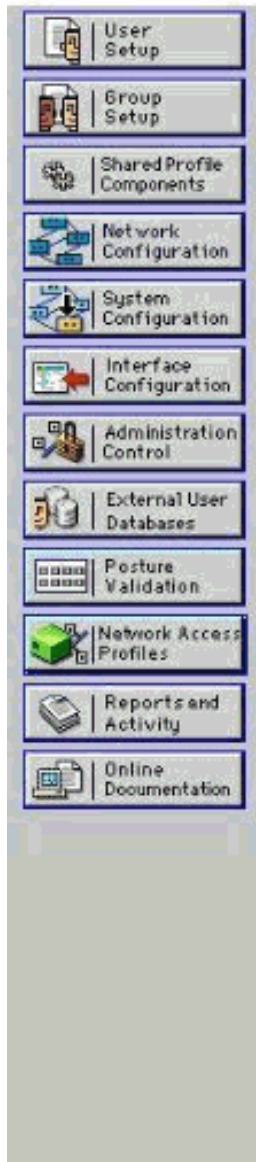 User
Setup
Group
Setup
Shared Profile
Components
Network
Configuration
System
Configuration
Interface
Configuration
Administration
Control
External User
Databases
Posture
Validation
Network Access
Profiles
Reports and
Activity
Online
Documentation